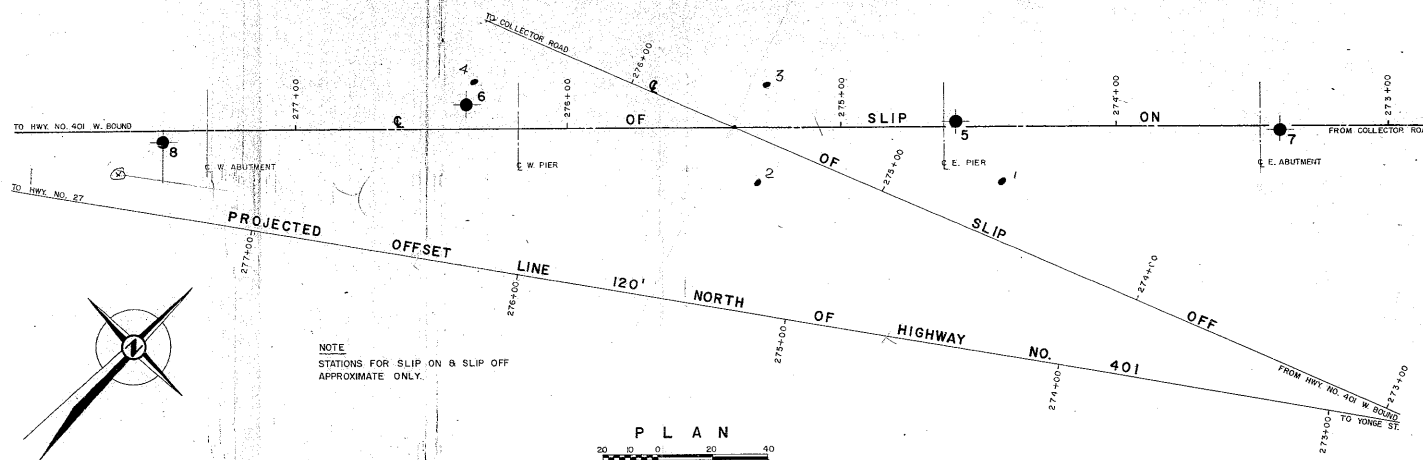 TO COLLECTOR ROAD
276+00
℄
3
4
6
277+00
276+00
275+00
274+00
273+00
TO HWY. NO. 401 W. BOUND
℄ OF SLIP ON
FROM COLLECTOR ROA
8
5
7
℄ W. ABUTMENT
℄ W. PIER
℄ E. PIER
℄ E. ABUTMENT
2
1
OF SLIP OFF
275+00
274+00
273+00
TO HWY. NO. 27
PROJECTED OFFSET LINE 120' NORTH OF HIGHWAY NO. 401
277+00
276+00
275+00
274+00
273+00
FROM HWY. NO. 401 W. BOUND
TO YONGE ST.
NOTE
STATIONS FOR SLIP ON & SLIP OFF
APPROXIMATE ONLY.
PLAN
20 10 0 20 40